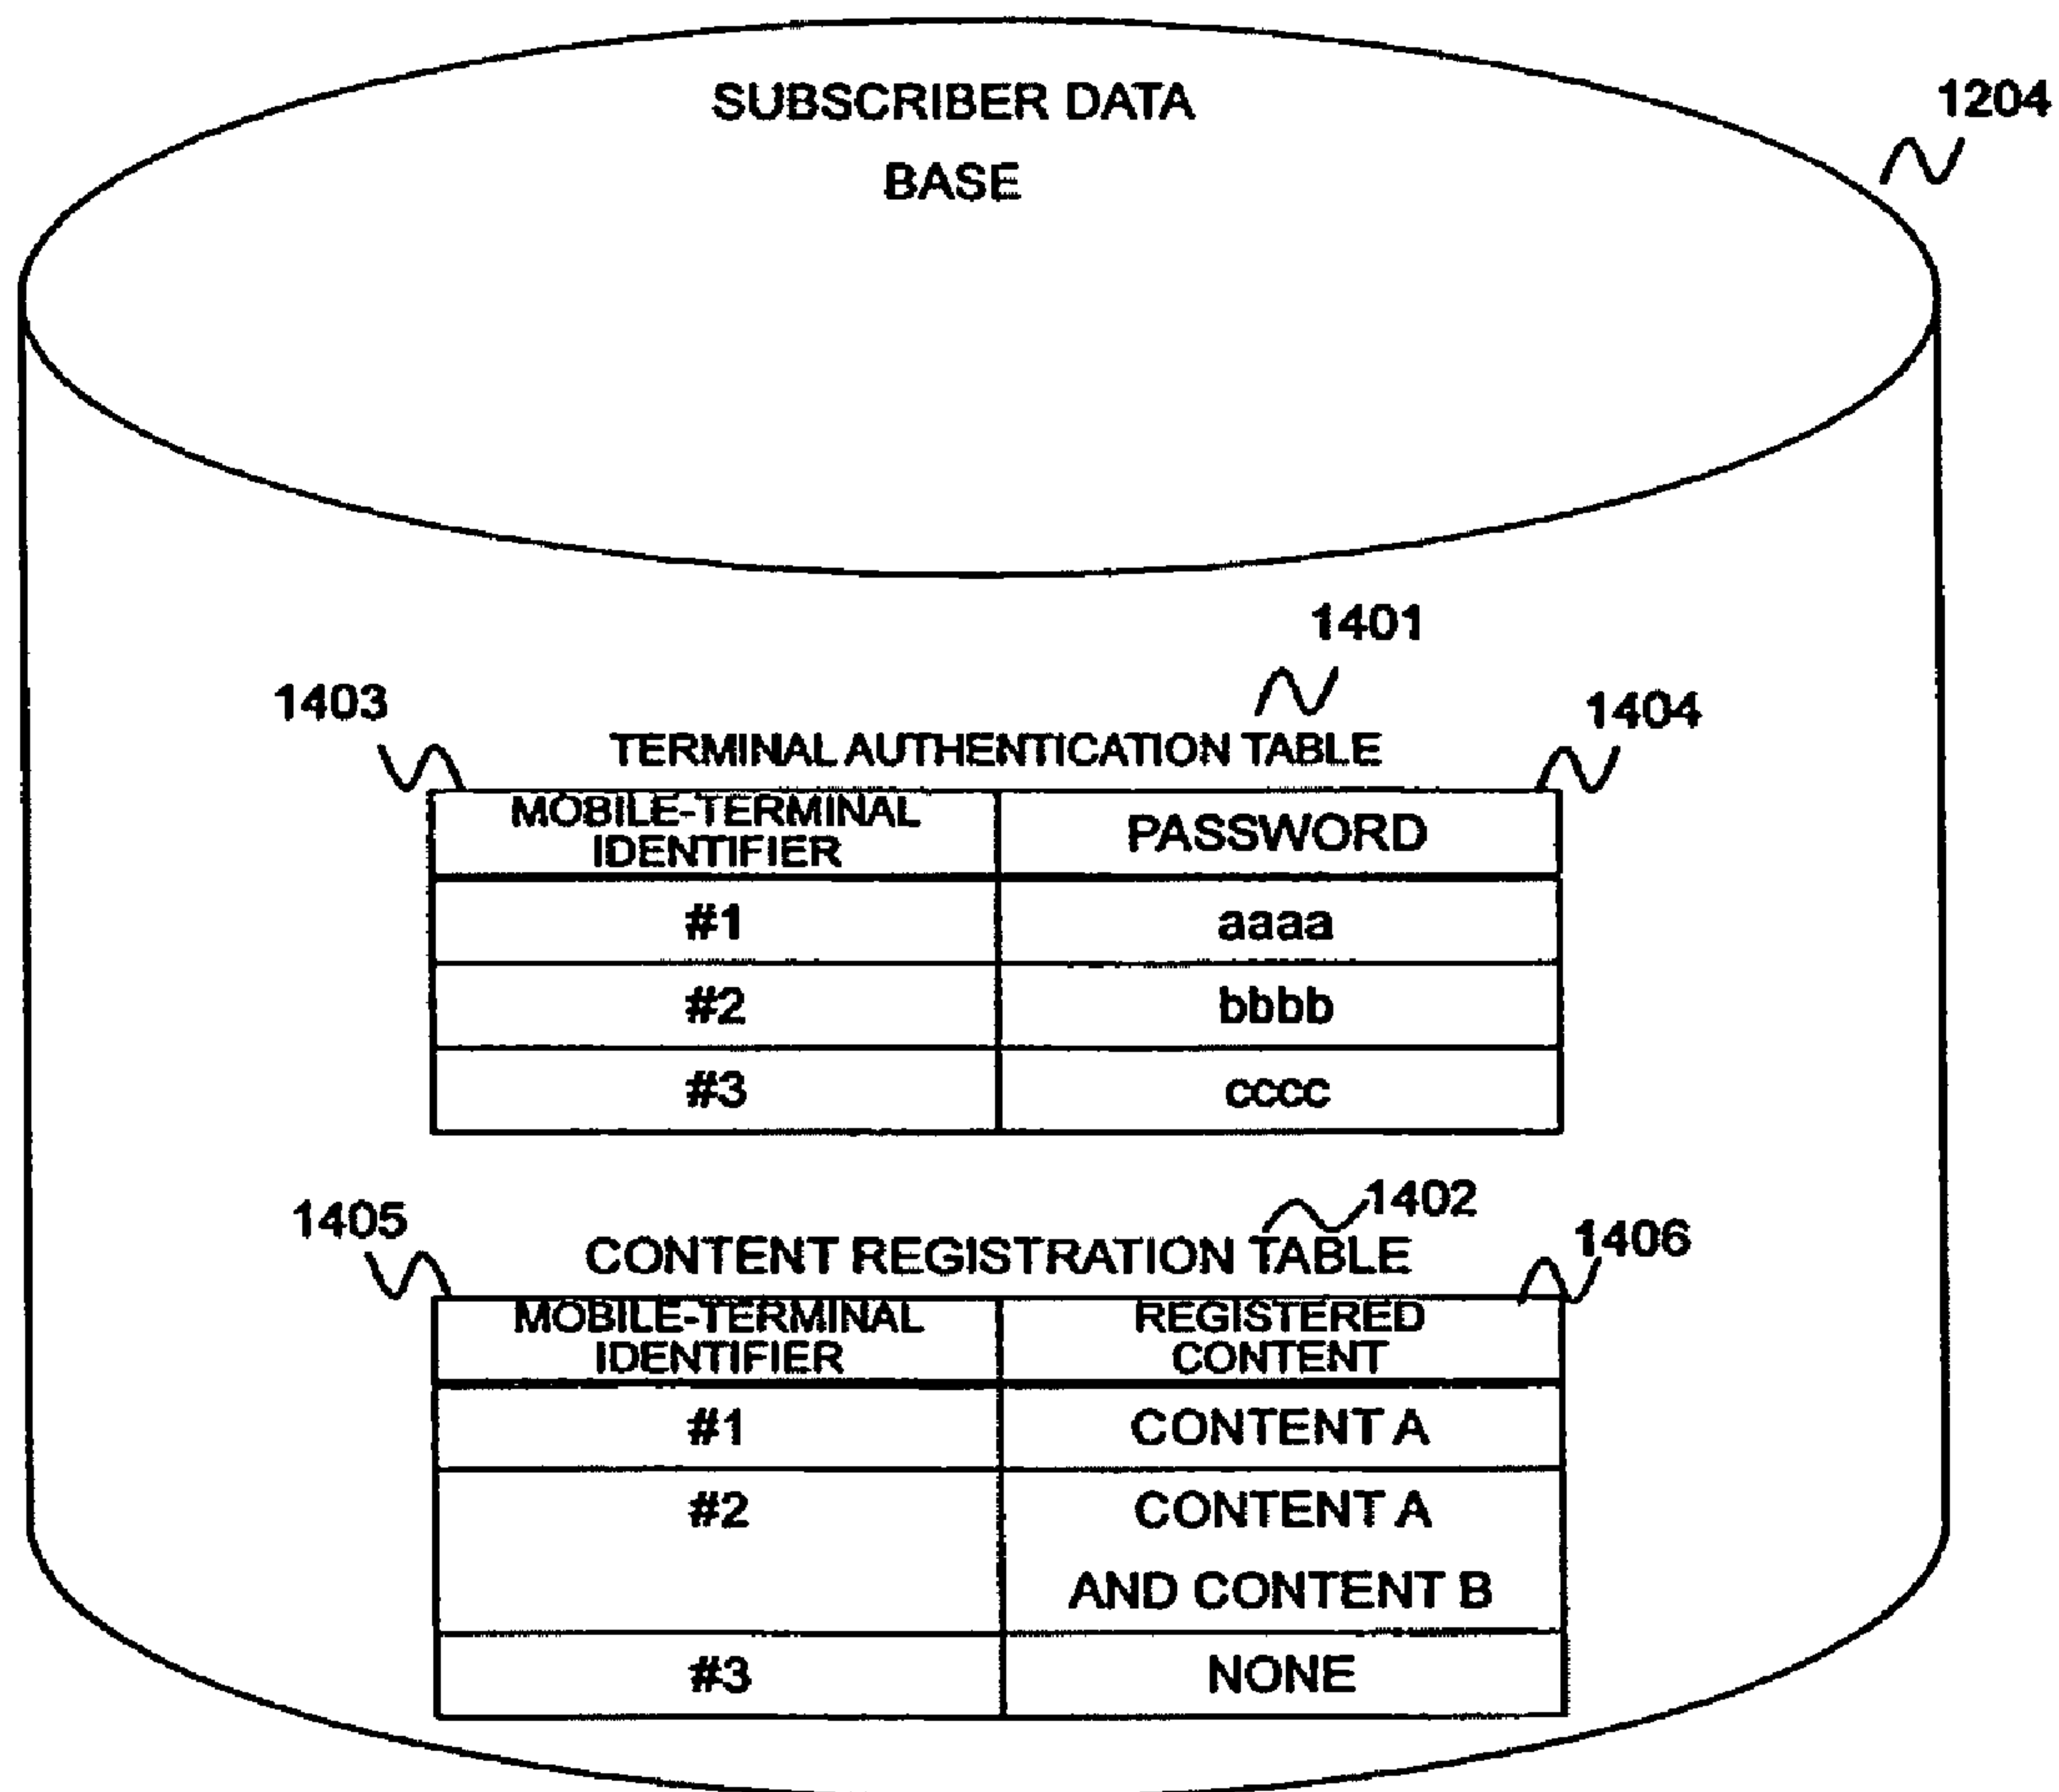 SUBSCRIBER DATA
BASE
1204
1401
1403
1404
TERMINAL AUTHENTICATION TABLE
MOBILE-TERMINAL
IDENTIFIER
PASSWORD
#1
aaaa
#2
bbbb
#3
cccc
1402
1405
1406
CONTENT REGISTRATION TABLE
MOBILE-TERMINAL
IDENTIFIER
REGISTERED
CONTENT
#1
CONTENT A
#2
CONTENT A
AND CONTENT B
#3
NONE